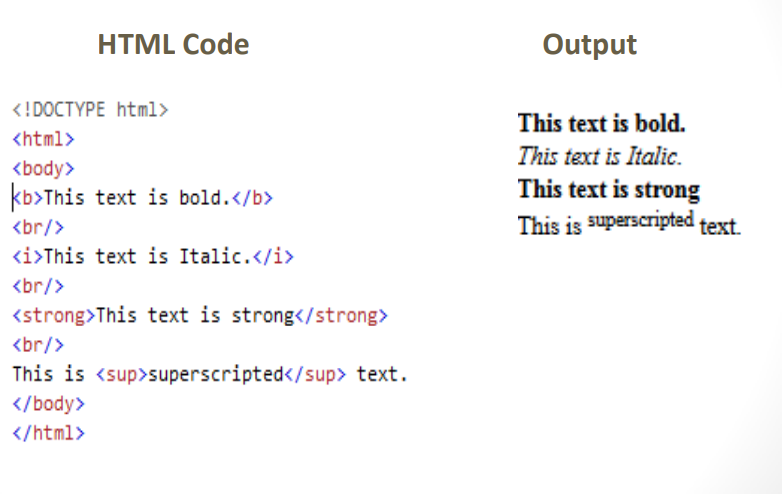 HTML Code
<!DOCTYPE html>
<html>
<body>
<b>This text is bold.</b>
<br/>
<i>This text is Italic.</i>
<br/>
<strong>This text is strong</strong>
<br/>
This is <sup>superscripted</sup> text.
</body>
</html>
Output
This text is bold.
This text is Italic.
This text is strong
This is superscripted text.